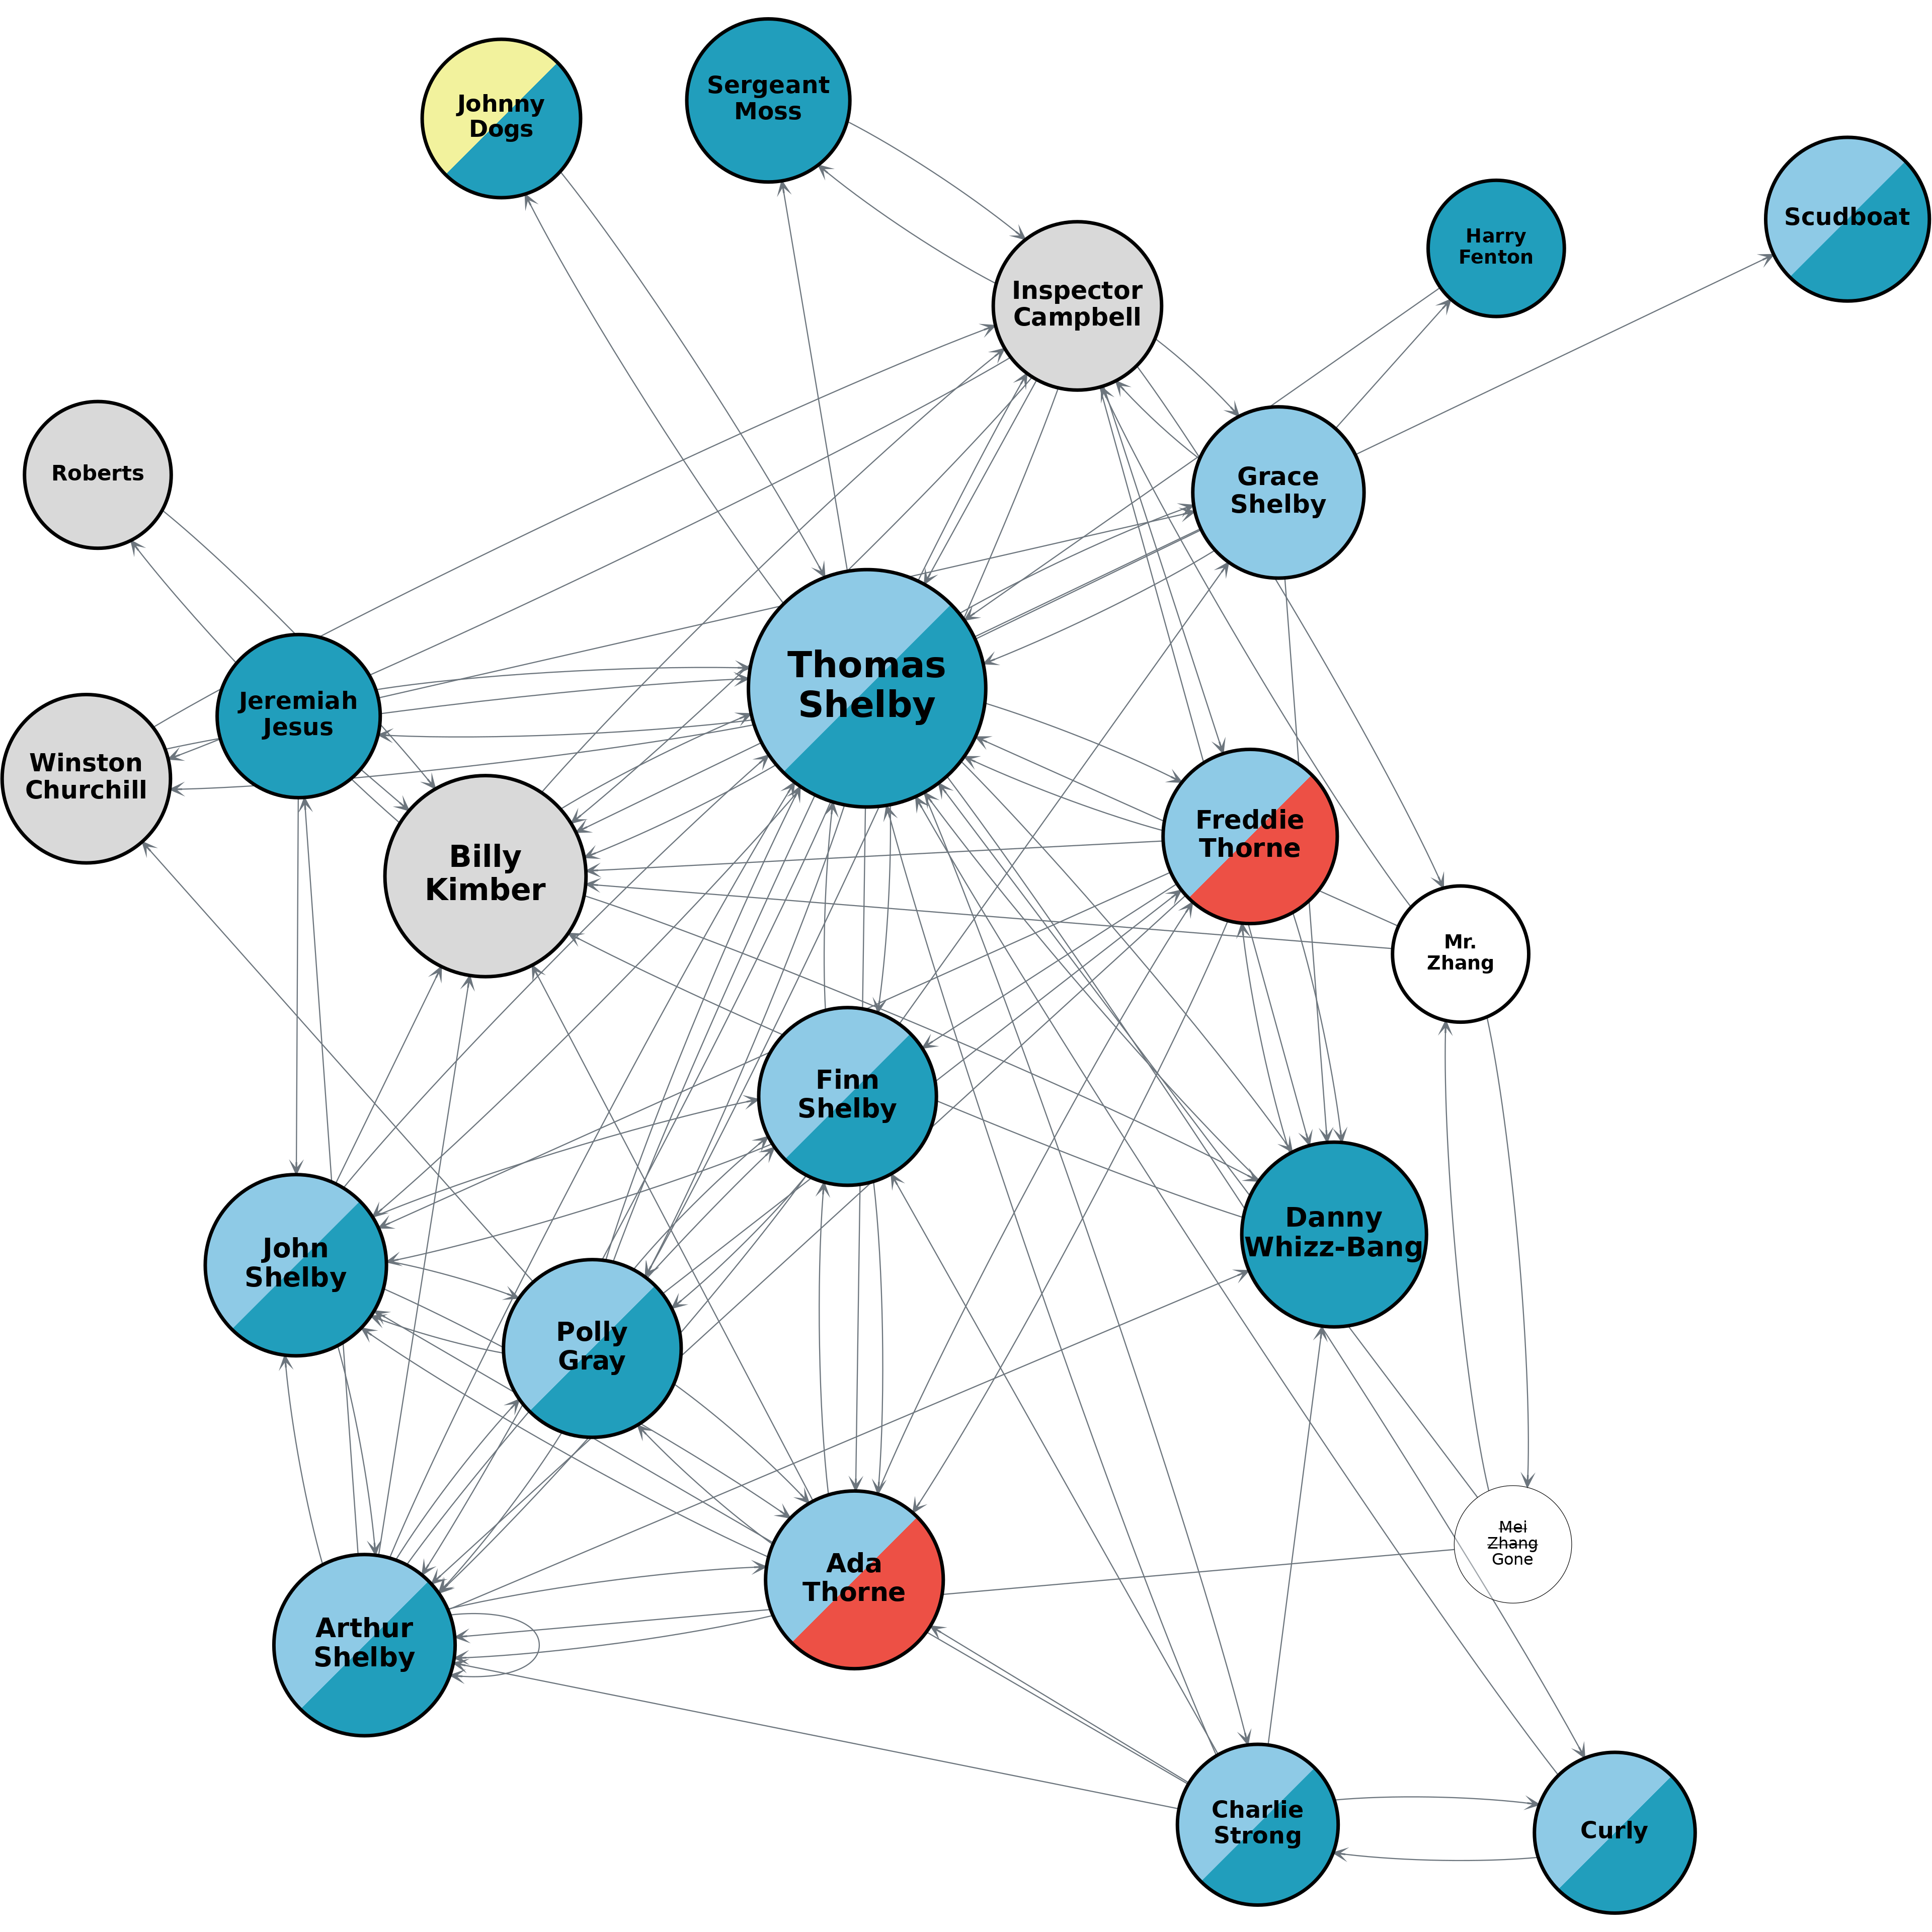 Johnny
Dogs
Sergeant
Moss
Scudboat
Harry
Fenton
Inspector
Campbell
Roberts
Grace
Shelby
Thomas
Shelby
Jeremiah
Jesus
Winston
Churchill
Freddie
Thorne
Billy
Kimber
Mr.
Zhang
Finn
Shelby
Danny
Whizz-Bang
John
Shelby
Polly
Gray
Mei
Zhang
Gone
Ada
Thorne
Arthur
Shelby
Charlie
Strong
Curly